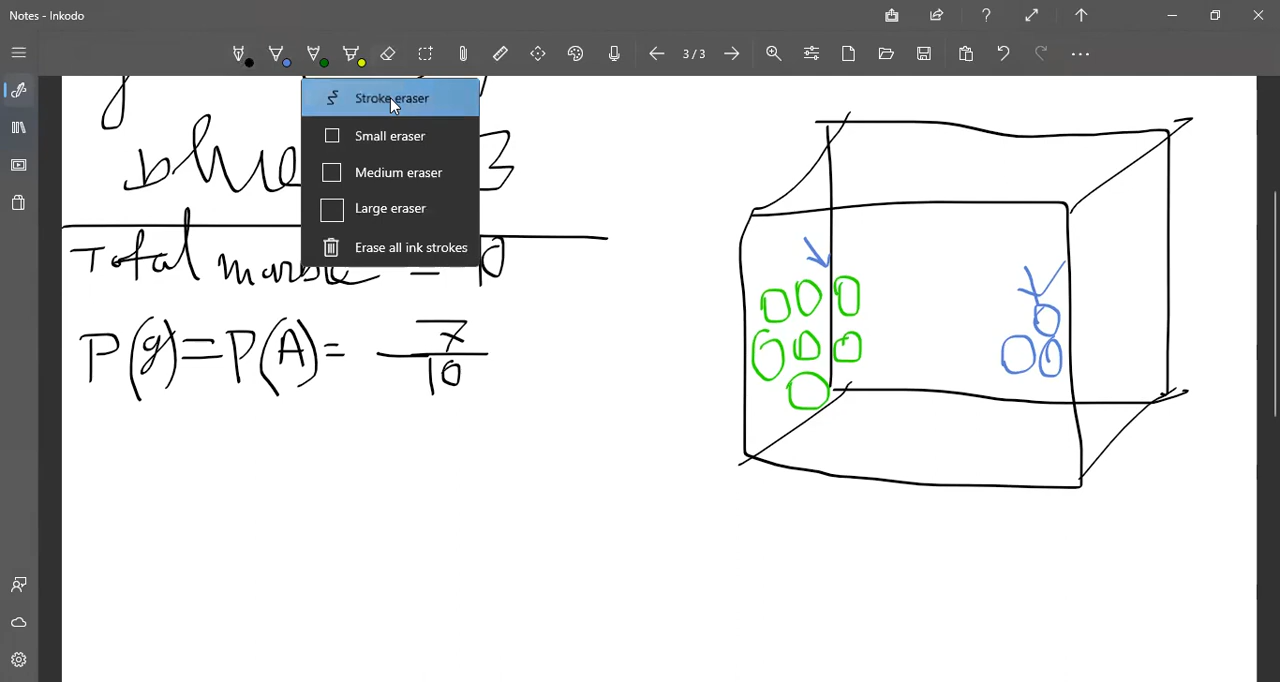 Notes - Inkodo
3/3
Stroke eraser
Small eraser
Medium eraser
Large eraser
Erase all ink strokes
g
blue 3
Total marble = 10
P(g) = P(A) = 7/10